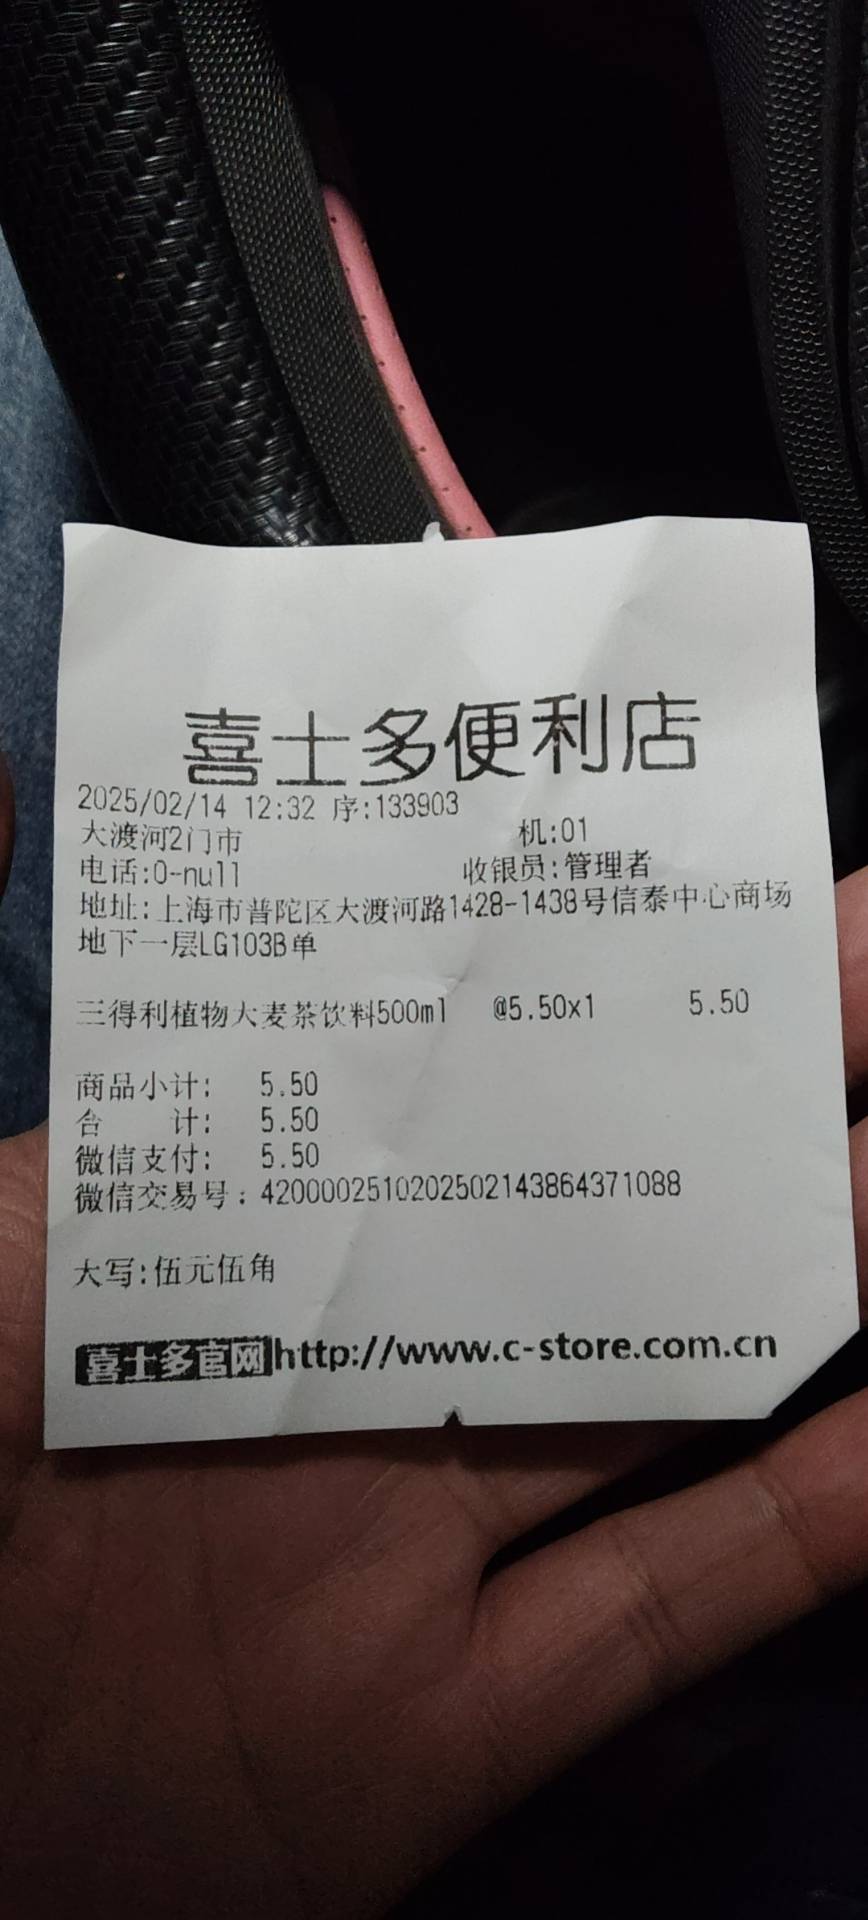 喜士多便利店
2025/02/14 12:32 序:133903
大渡河2门市 机:01
电话:0-null 收银员:管理者
地址:上海市普陀区大渡河路1428-1438号信泰中心商场
地下一层LG103B单
三得利植物大麦茶饮料500ml @5.50x1 5.50
商品小计: 5.50
合 计: 5.50
微信支付: 5.50
微信交易号:4200002510202502143864371088
大写:伍元伍角
喜士多官网http://www.c-store.com.cn